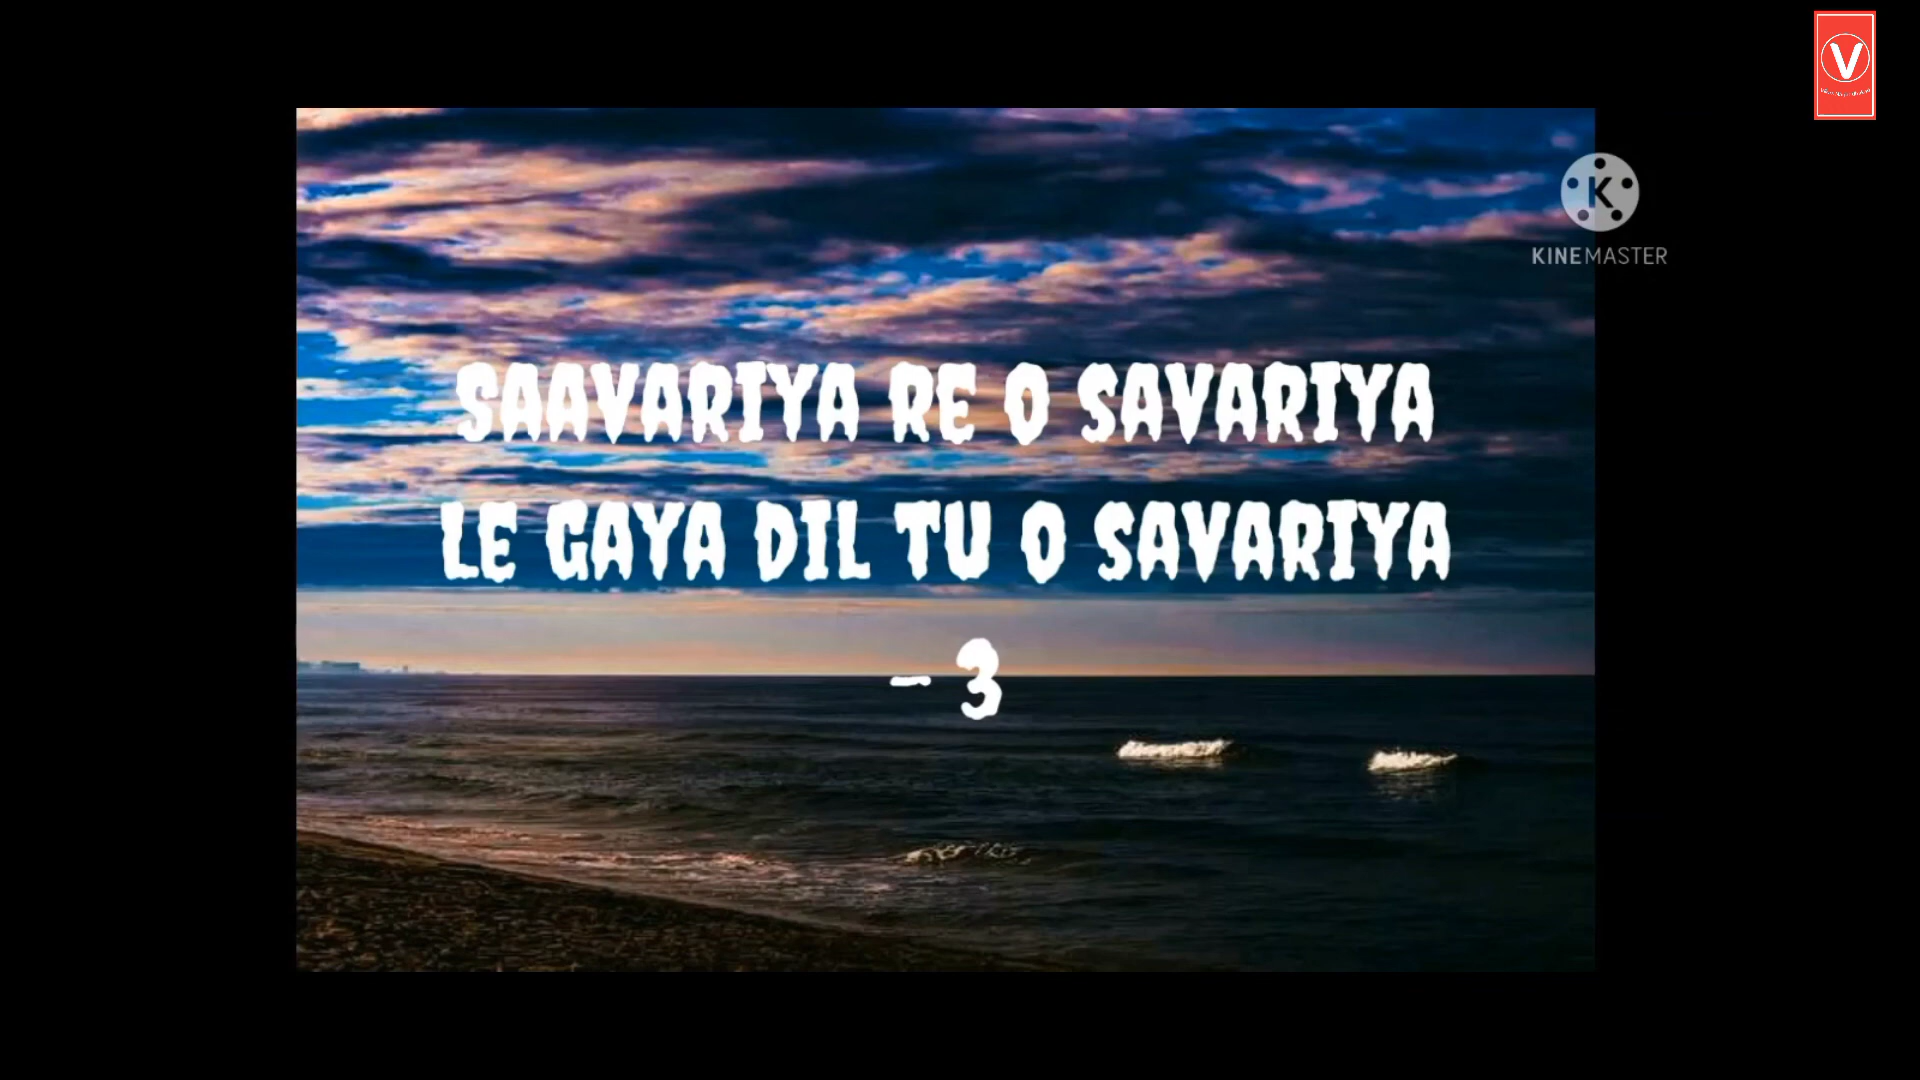 V
KINEMASTER
SAAVARIYA RE O SAVARIYA
LE GAYA DIL TU O SAVARIYA
- 3